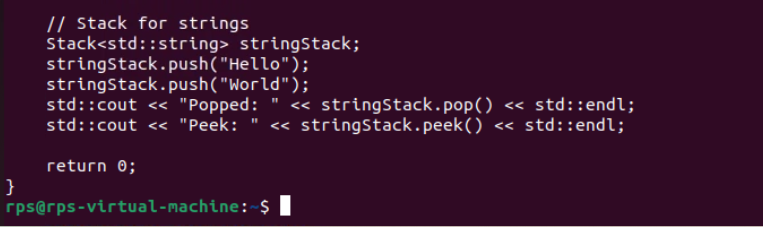 // Stack for strings
Stack<std::string> stringStack;
stringStack.push("Hello");
stringStack.push("World");
std::cout << "Popped: " << stringStack.pop() << std::endl;
std::cout << "Peek: " << stringStack.peek() << std::endl;
return 0;
}
rps@rps-virtual-machine:~$